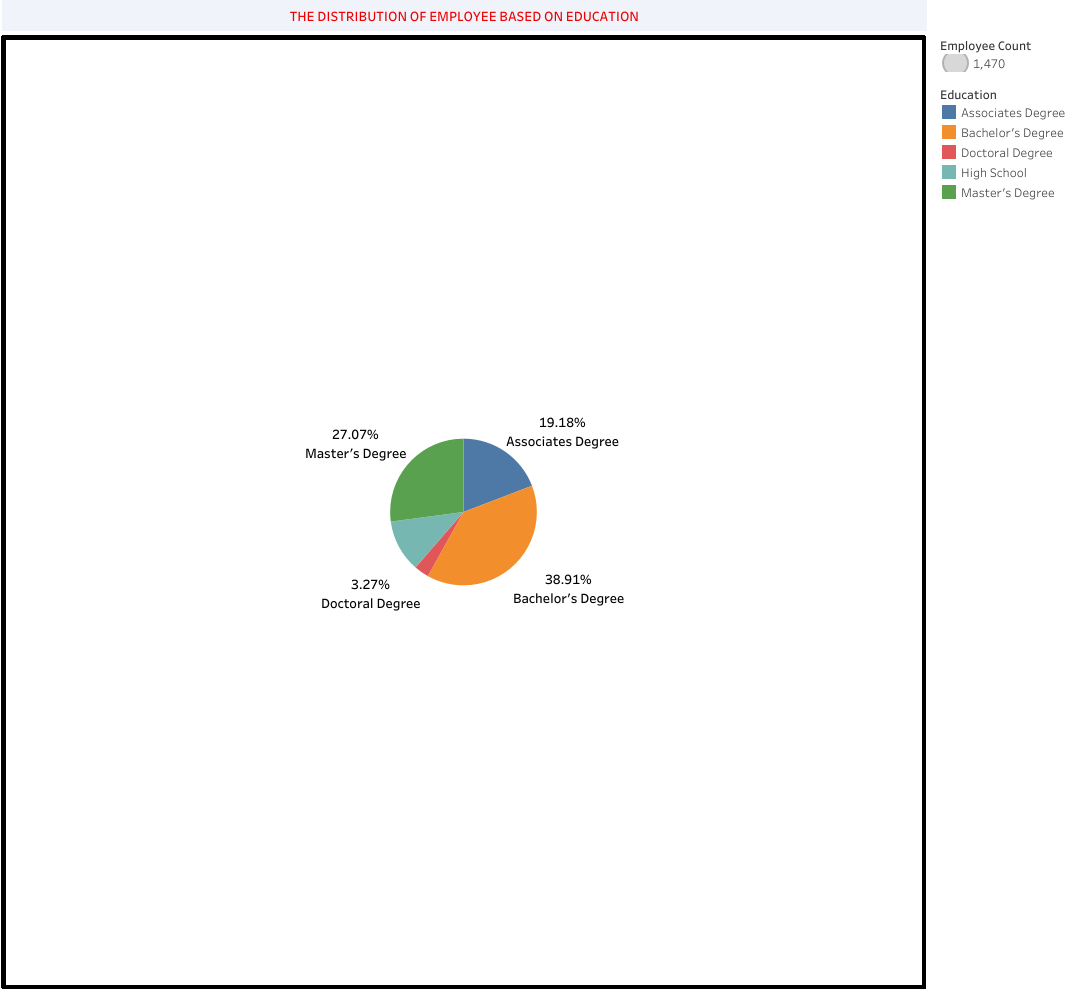 THE DISTRIBUTION OF EMPLOYEE BASED ON EDUCATION
Employee Count
1,470
Education
Associates Degree
Bachelor's Degree
Doctoral Degree
High School
Master's Degree
19.18%
Associates Degree
27.07%
Master's Degree
3.27%
Doctoral Degree
38.91%
Bachelor's Degree